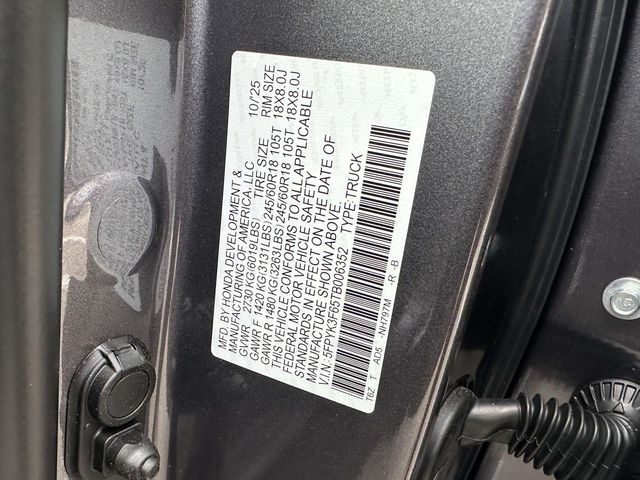 MFD. BY HONDA DEVELOPMENT &
MANUFACTURING OF AMERICA, LLC 10/25
GVWR 2730 KG(6019LBS) TIRE SIZE RIM SIZE
GAWR F 1420 KG(3131LBS) 245/60R18 105T 18X8.0J
GAWR R 1480 KG(3263LBS) 245/60R18 105T 18X8.0J
THIS VEHICLE CONFORMS TO ALL APPLICABLE
FEDERAL MOTOR VEHICLE SAFETY
STANDARDS IN EFFECT ON THE DATE OF
MANUFACTURE SHOWN ABOVE.
V.I.N.:5FPYK3F65TB006352 TYPE:TRUCK
T6Z T AD5 -NH797M -R -B